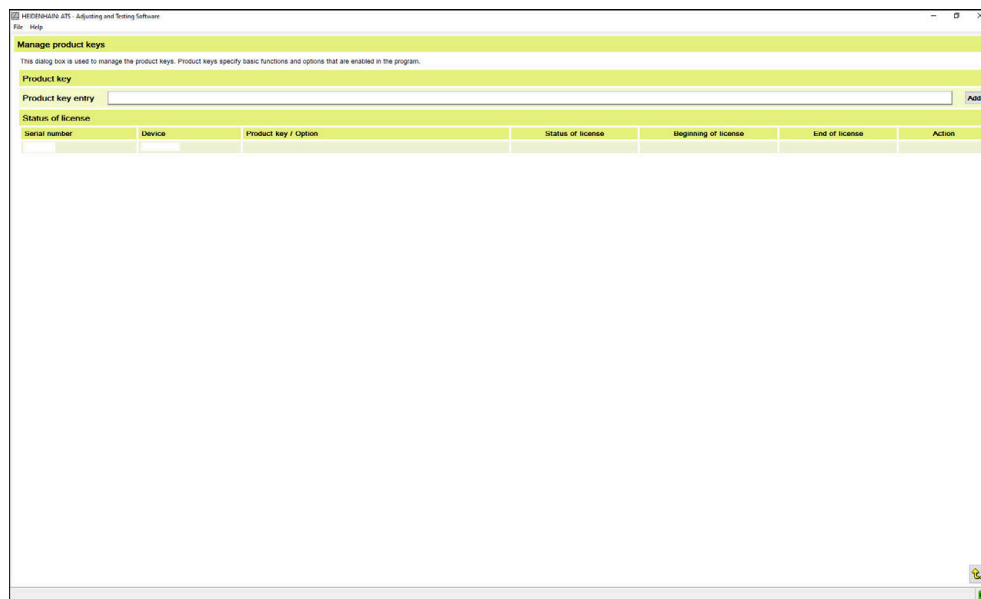 HEIDENHAIN: ATS - Adjusting and Testing Software
File Help
Manage product keys
This dialog box is used to manage the product keys. Product keys specify basic functions and options that are enabled in the program.
Product key
Product key entry Add
Status of license
Serial number Device Product key / Option Status of license Beginning of license End of license Action